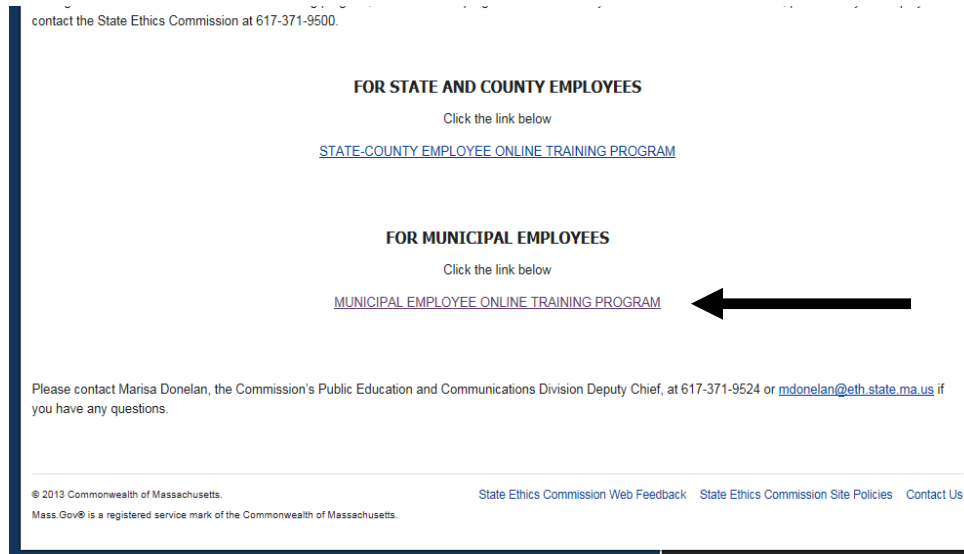 contact the State Ethics Commission at 617-371-9500.
FOR STATE AND COUNTY EMPLOYEES
Click the link below
STATE-COUNTY EMPLOYEE ONLINE TRAINING PROGRAM
FOR MUNICIPAL EMPLOYEES
Click the link below
MUNICIPAL EMPLOYEE ONLINE TRAINING PROGRAM
Please contact Marisa Donelan, the Commission's Public Education and Communications Division Deputy Chief, at 617-371-9524 or mdonelan@eth.state.ma.us if
you have any questions.
© 2013 Commonwealth of Massachusetts.
State Ethics Commission Web Feedback State Ethics Commission Site Policies Contact Us
Mass.Gov® is a registered service mark of the Commonwealth of Massachusetts.